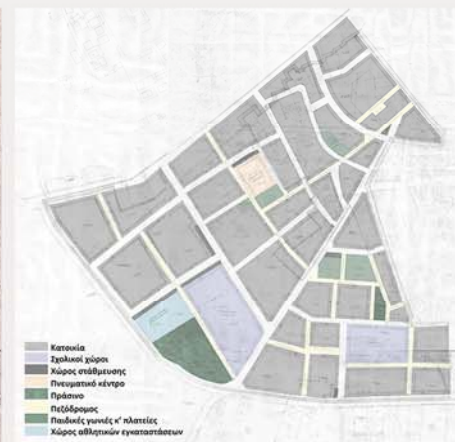 Κατοικία
Σχολικοί χώροι
Χώρος στάθμευσης
Πνευματικό κέντρο
Πράσινο
Πεζόδρομος
Παιδικές γωνιές κ' πλατείες
Χώρος αθλητικών εγκαταστάσεων